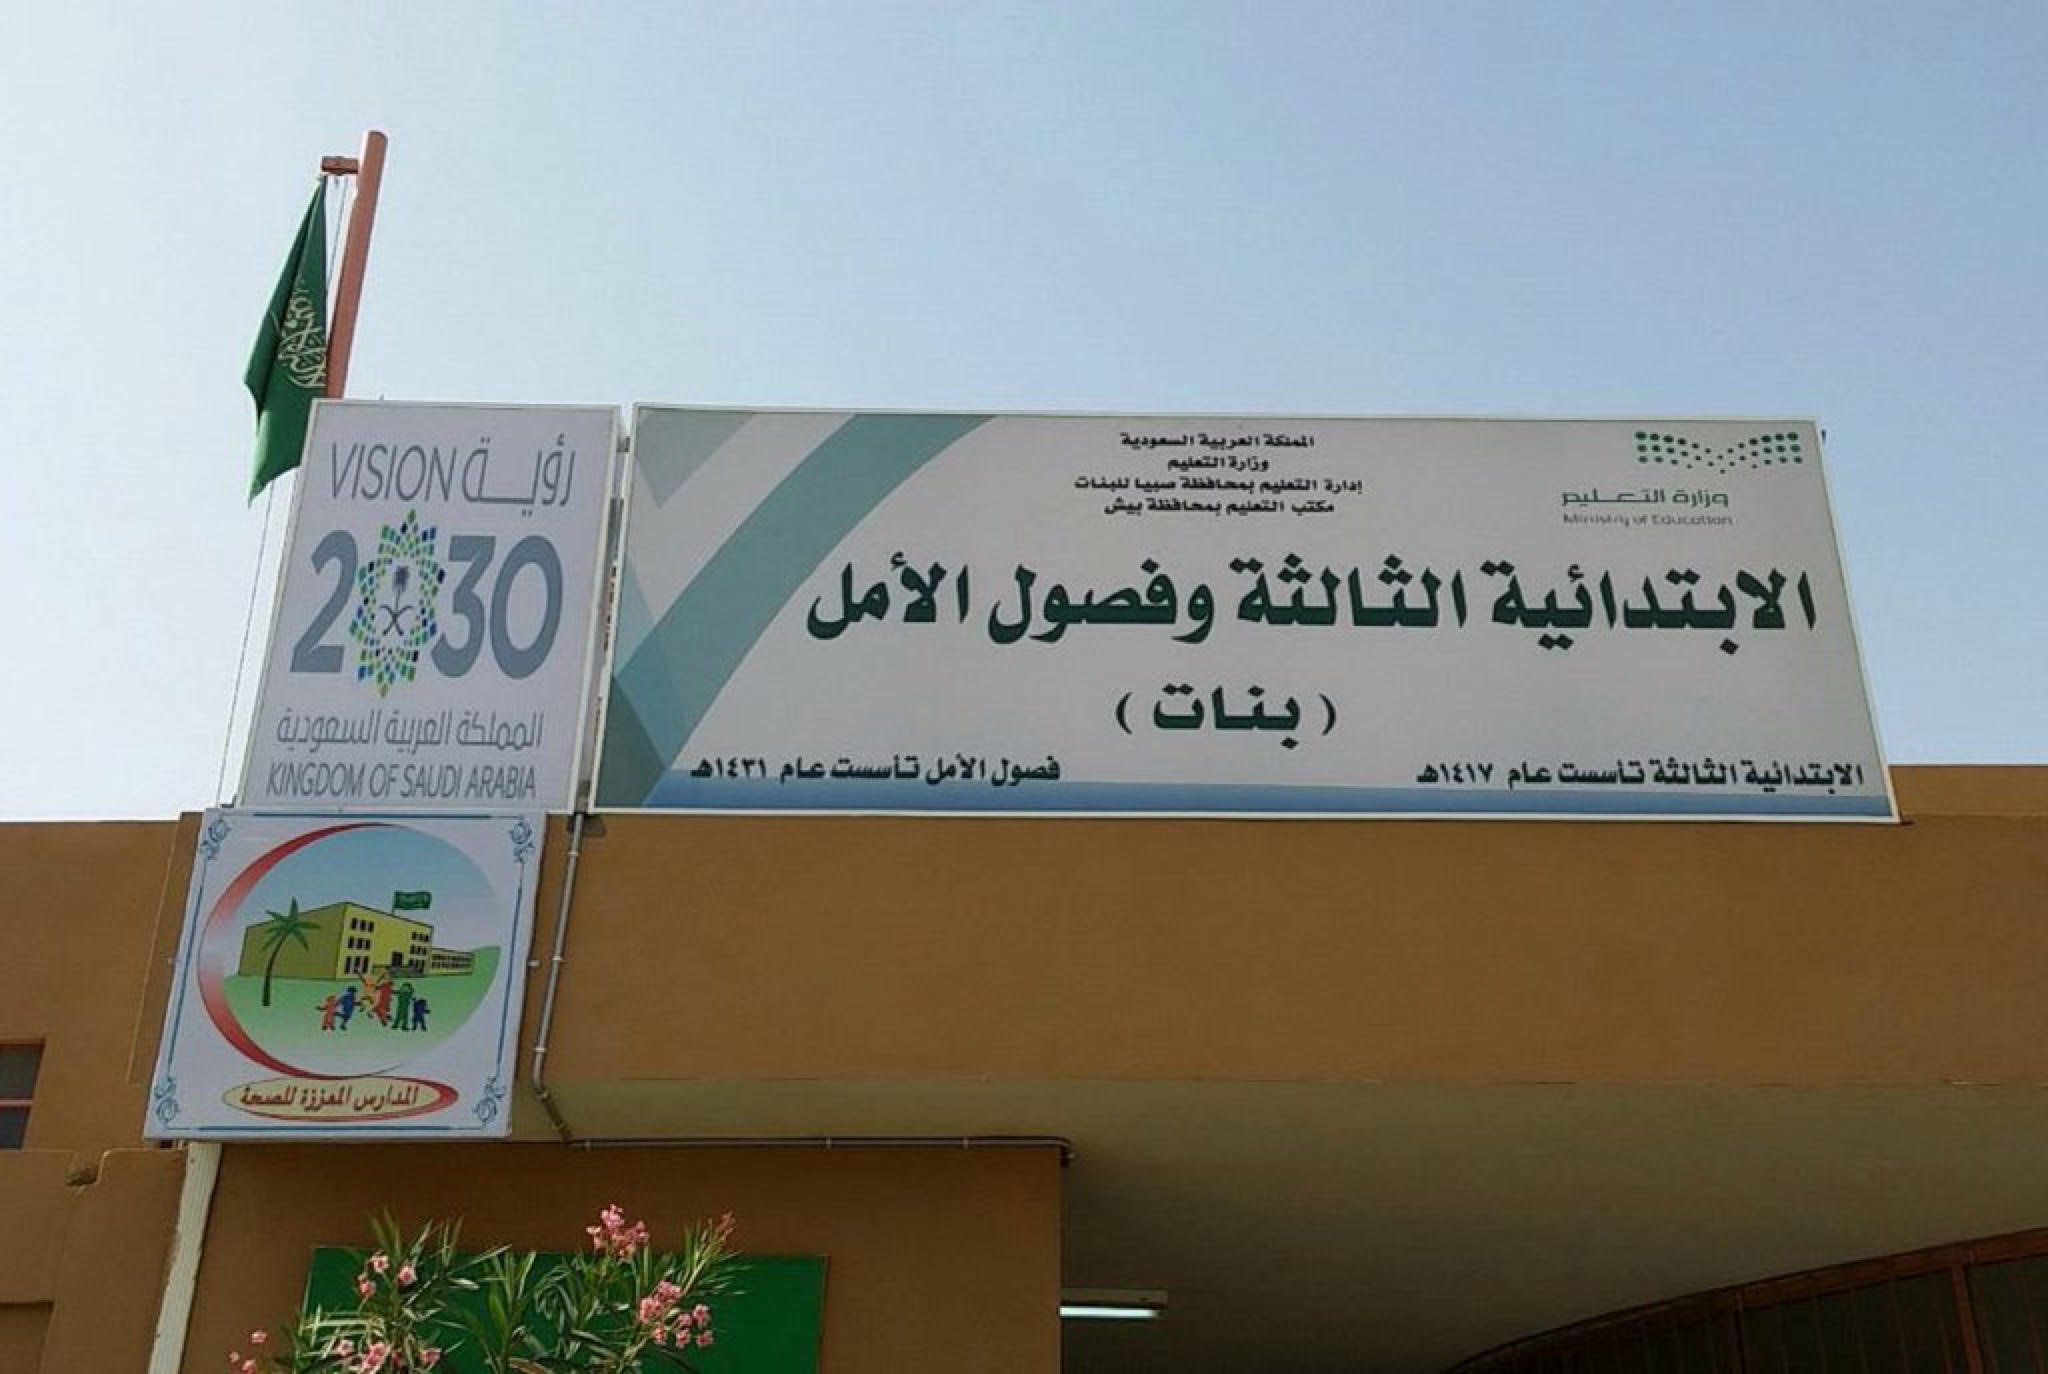 رؤيــة VISION
2030
المملكة العربية السعودية
KINGDOM OF SAUDI ARABIA
المملكة العربية السعودية
وزارة التعليم
إدارة التعليم بمحافظة صبيا للبنات
مكتب التعليم بمحافظة بيش
وزارة التعـــليم
Ministry of Education
الابتدائية الثالثة وفصول الأمل
( بنات )
الابتدائية الثالثة تأسست عام ١٤١٧هـ
فصول الأمل تأسست عام ١٤٣١هـ
المدارس المعززة للصحة